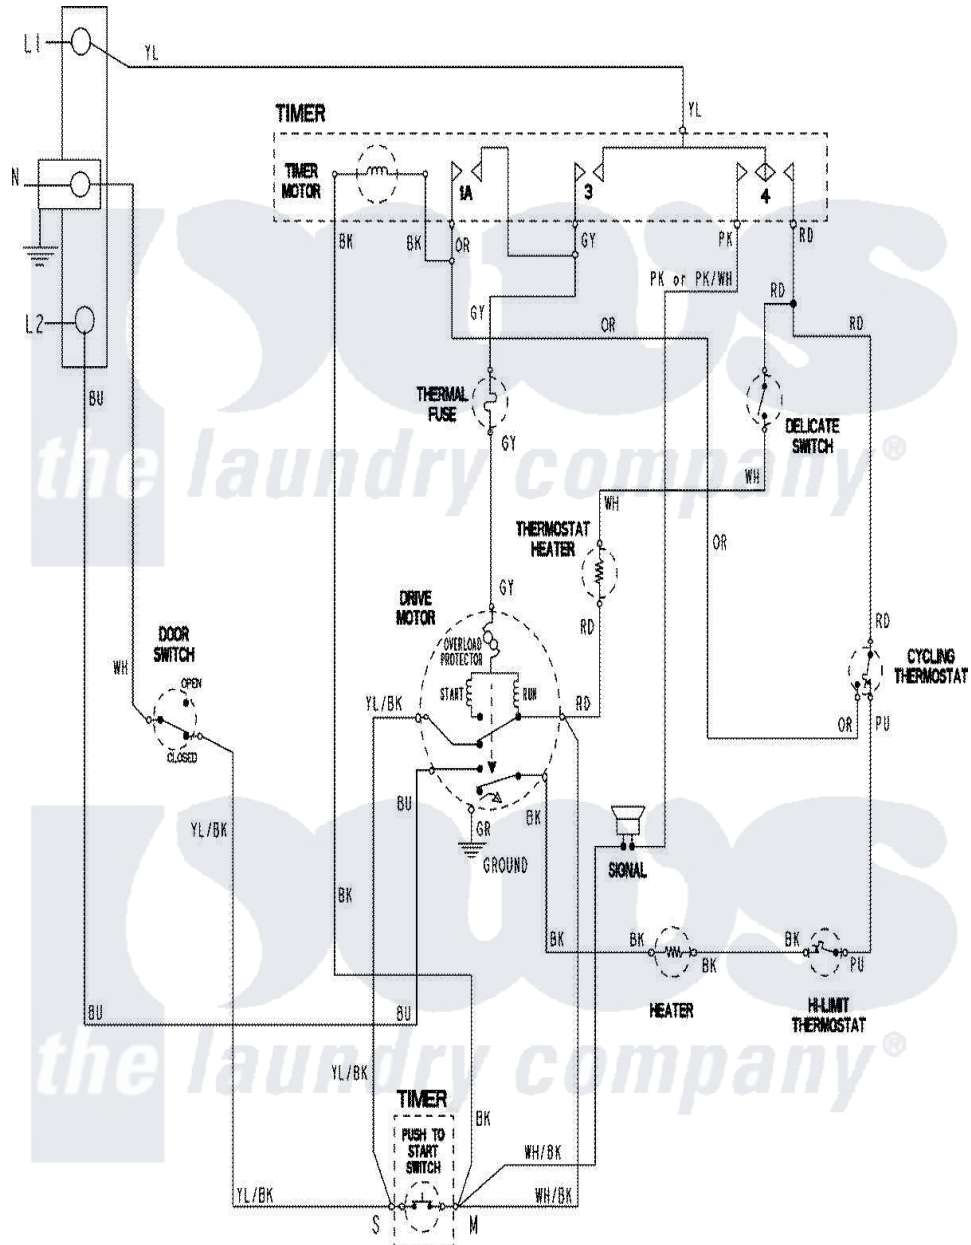 L1
YL
YL
TIMER
TIMER
MOTOR
1A
3
4
N
BK
BK
OR
GY
PK
RD
PK or PK/WH
RD
L2
GY
OR
RD
BU
THERMAL
FUSE
GY
DELICATE
SWITCH
the laundry company®
WH
WH
THERMOSTAT
HEATER
OR
GY
DRIVE
MOTOR
RD
RD
DOOR
SWITCH
OVERLOAD
PROTECTOR
CYCLING
THERMOSTAT
WH
OPEN
START
RUN
YL/BK
RD
OR
PU
CLOSED
BU
BK
YL/BK
GR
GROUND
SIGNAL
BK
BK
BK
BK
BK
PU
HEATER
HI-LIMIT
THERMOSTAT
BU
BU
the laundry company®
YL/BK
TIMER
BK
PUSH TO
START
SWITCH
WH/BK
YL/BK
WH/BK
S
M